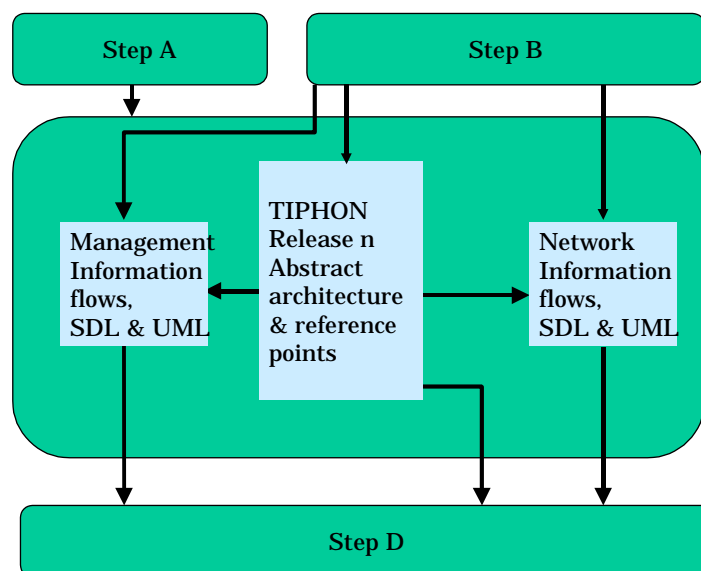 Step A
Step B
TIPHON
Release n
Abstract
architecture
& reference
points
Management
Information
flows,
SDL & UML
Network
Information
flows,
SDL & UML
Step D